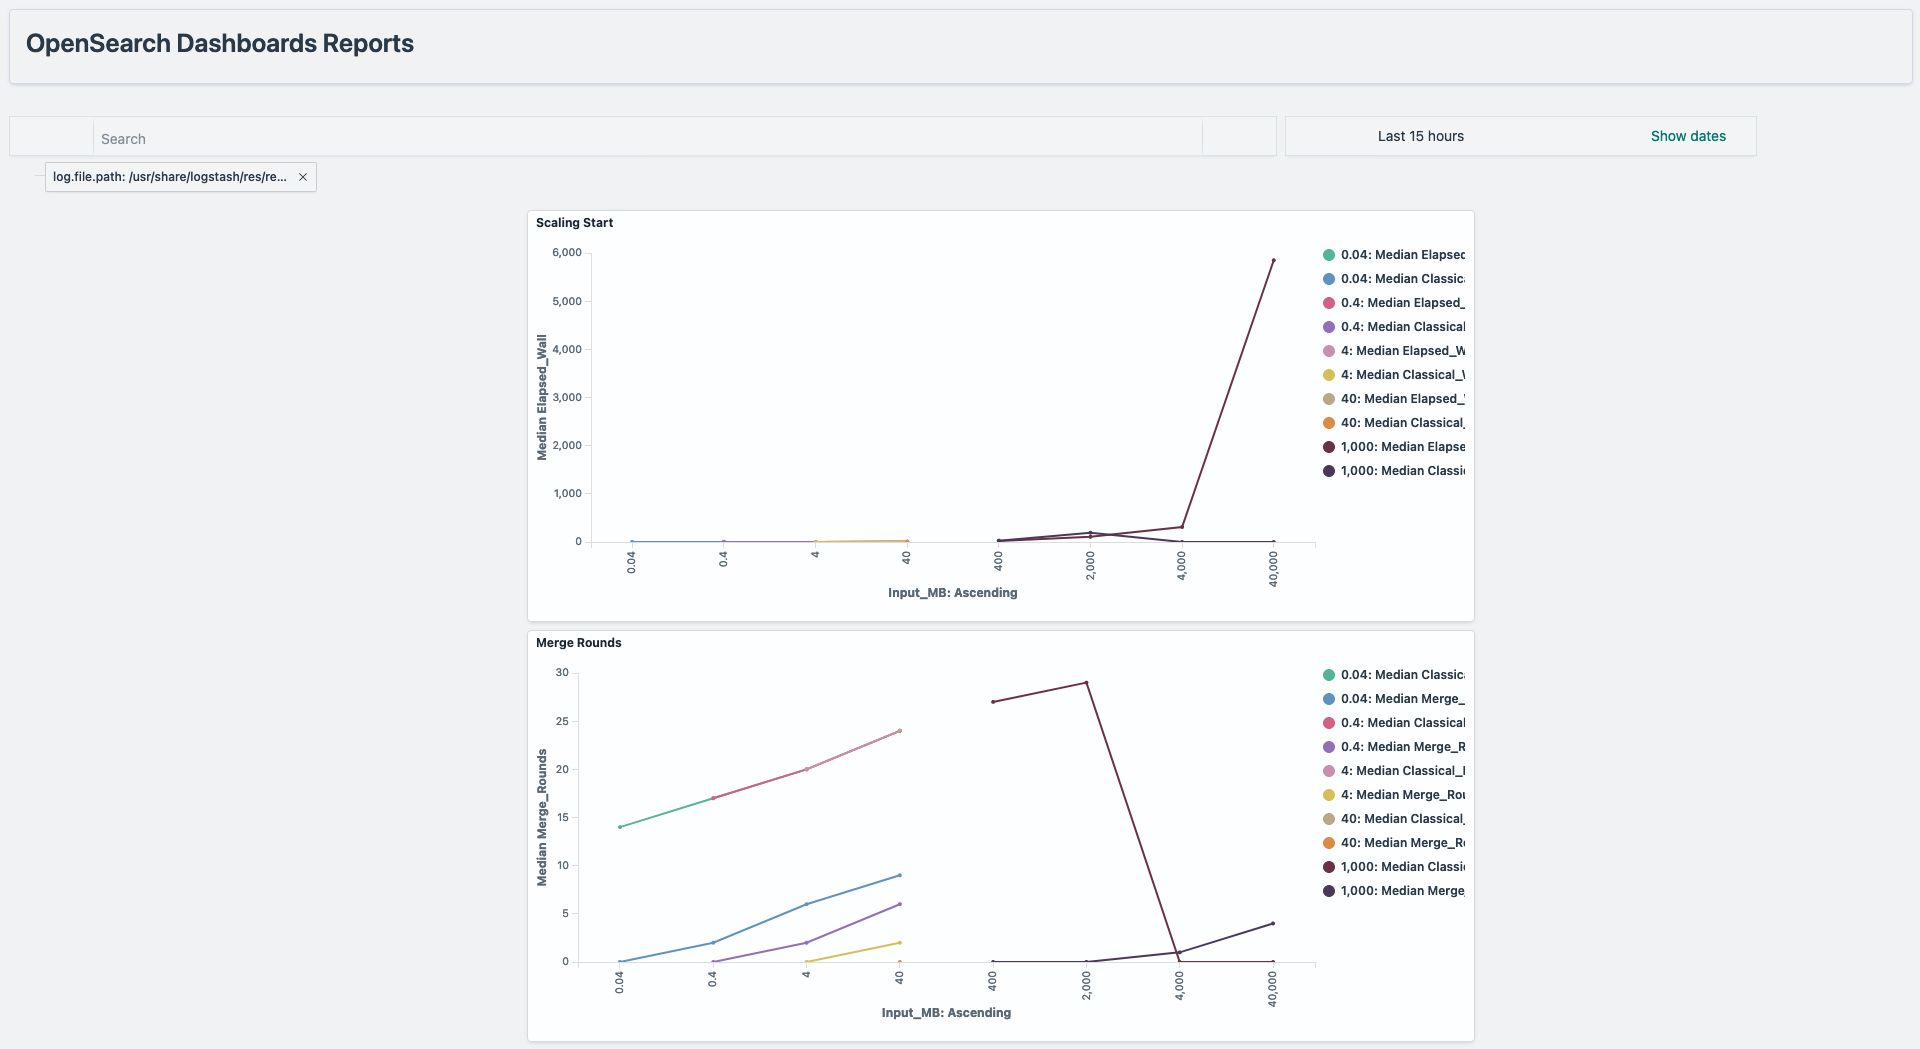 OpenSearch Dashboards Reports
Search
Last 15 hours
Show dates
log.file.path: /usr/share/logstash/res/re... ×
Scaling Start
6,000
5,000
4,000
3,000
2,000
1,000
0
Median Elapsed_Wall
0.04
0.4
4
40
400
2,000
4,000
40,000
Input_MB: Ascending
0.04: Median Elapsed
0.04: Median Classica
0.4: Median Elapsed_
0.4: Median Classical
4: Median Elapsed_W
4: Median Classical_W
40: Median Elapsed_
40: Median Classical_
1,000: Median Elapse
1,000: Median Classi
Merge Rounds
30
25
20
15
10
5
0
Median Merge_Rounds
0.04
0.4
4
40
400
2,000
4,000
40,000
Input_MB: Ascending
0.04: Median Classica
0.04: Median Merge_
0.4: Median Classical
0.4: Median Merge_R
4: Median Classical_
4: Median Merge_Rou
40: Median Classical_
40: Median Merge_Ro
1,000: Median Classi
1,000: Median Merge_